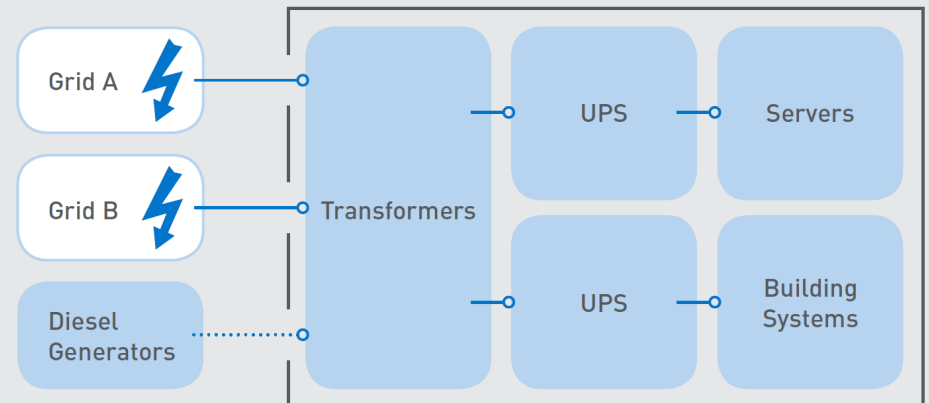 Grid A
UPS
Servers
Grid B
Transformers
Diesel
Generators
UPS
Building
Systems